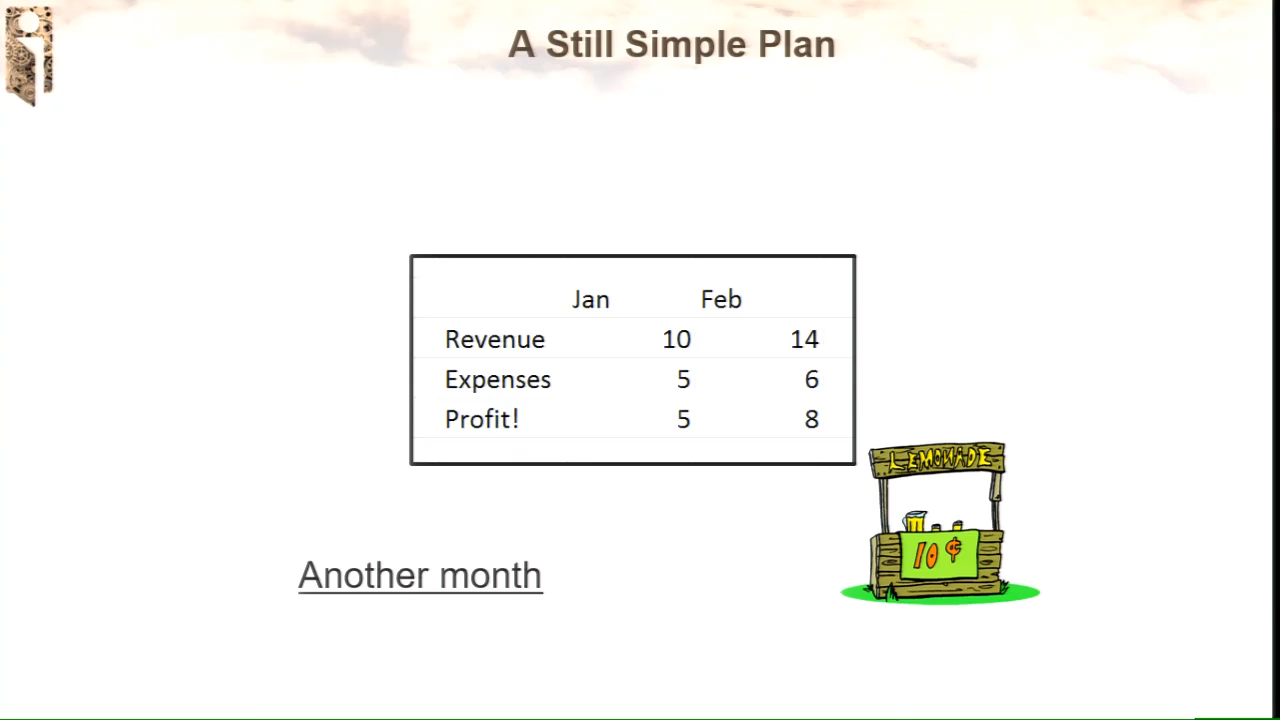 A Still Simple Plan
Jan Feb
Revenue 10 14
Expenses 5 6
Profit! 5 8
LEMONADE
10¢
Another month